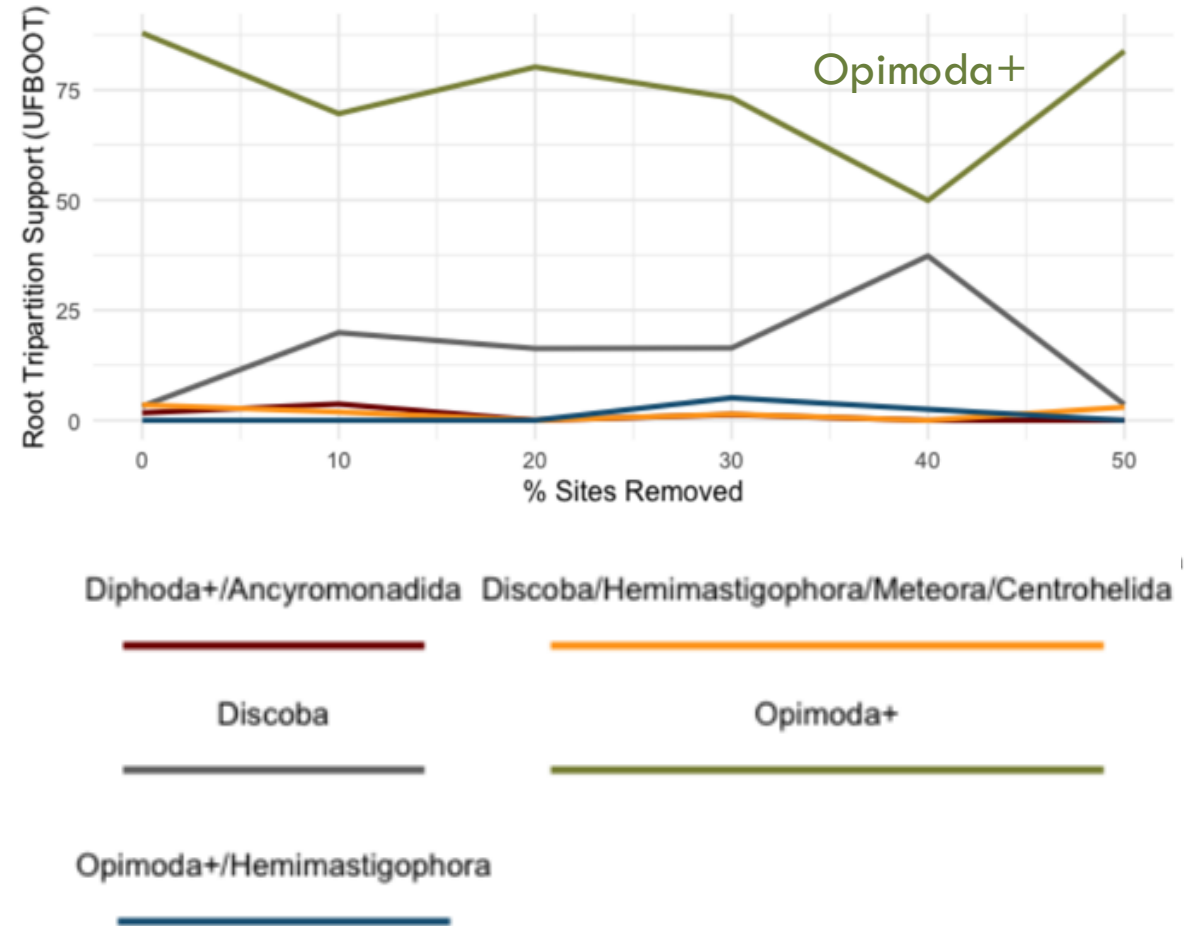 Root Tripartition Support (UFBOOT)
75
50
25
0
Opimoda+
0 10 20 30 40 50
% Sites Removed
Diphoda+/Ancyromonadida Discoba/Hemimastigophora/Meteora/Centrohelida
Discoba Opimoda+
Opimoda+/Hemimastigophora